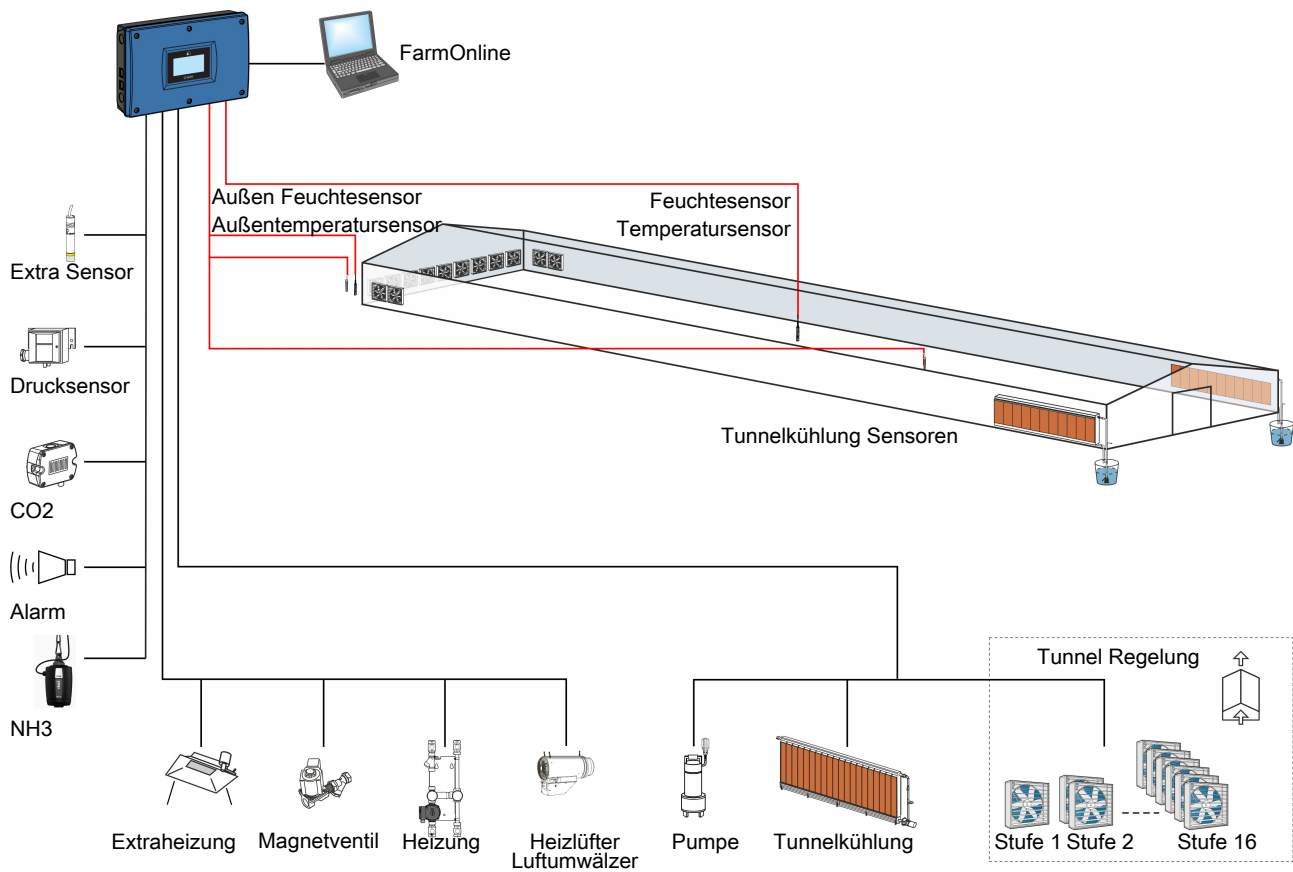 FarmOnline
Außen Feuchtesensor
Außentemperatursensor
Feuchtesensor
Temperatursensor
Extra Sensor
Drucksensor
CO2
Alarm
NH3
Tunnelkühlung Sensoren
Tunnel Regelung
Extraheizung
Magnetventil
Heizung
Heizlüfter
Luftumwälzer
Pumpe
Tunnelkühlung
Stufe 1
Stufe 2
Stufe 16